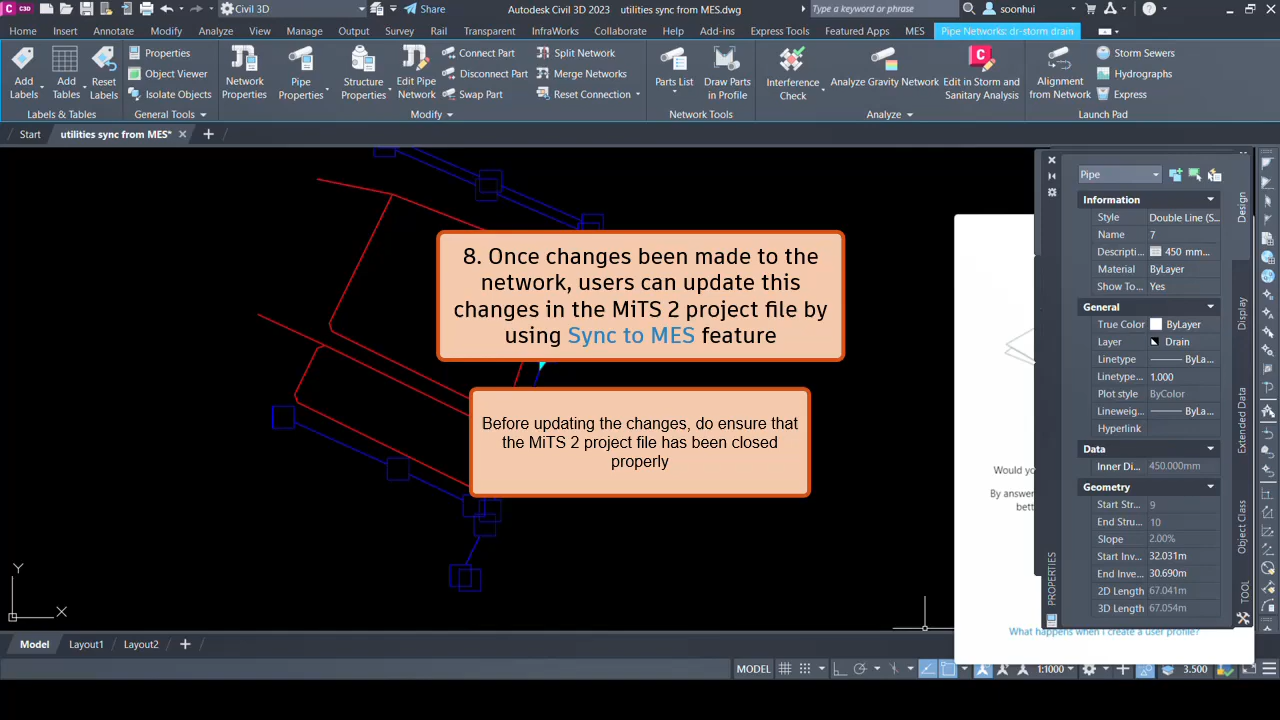 C3D
Civil 3D
Share
Autodesk Civil 3D 2023 utilities sync from MES.dwg
Type a keyword or phrase
soonhui
Home Insert Annotate Modify Analyze View Manage Output Survey Rail Transparent InfraWorks Collaborate Help Add-ins Express Tools Featured Apps MES Pipe Networks: dr-storm drain
Add Labels
Add Tables
Reset Labels
Properties
Object Viewer
Isolate Objects
Network Properties
Pipe Properties
Structure Properties
Edit Pipe Network
Connect Part
Disconnect Part
Swap Part
Split Network
Merge Networks
Reset Connection
Parts List
Draw Parts in Profile
Interference Check
Analyze Gravity Network
Edit in Storm and Sanitary Analysis
Alignment from Network
Storm Sewers
Hydrographs
Express
Labels & Tables
General Tools
Modify
Network Tools
Analyze
Launch Pad
Start
utilities sync from MES*
8. Once changes been made to the
network, users can update this
changes in the MiTS 2 project file by
using Sync to MES feature
Before updating the changes, do ensure that
the MiTS 2 project file has been closed
properly
Y
X
Would yo
By answer
bett
What happens when I create a user profile?
PROPERTIES
Pipe
Information
Style Double Line (S...
Name 7
Descripti... 450 mm...
Material ByLayer
Show To... Yes
General
True Color ByLayer
Layer Drain
Linetype ByLa...
Linetype... 1.000
Plot style ByColor
Lineweig... ByLa...
Hyperlink
Data
Inner Di... 450.000mm
Geometry
Start Str... 9
End Stru... 10
Slope 2.00%
Start Inv... 32.031m
End Inve... 30.690m
2D Length 67.041m
3D Length 67.054m
Design
Display
Extended Data
Object Class
TOOL
Model Layout1 Layout2
MODEL
1:1000
3.500